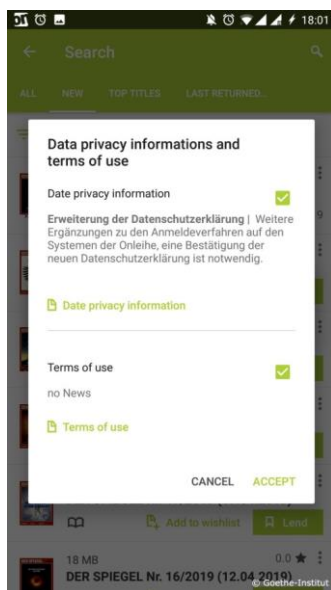 18:01
Search
ALL NEW TOP TITLES LAST RETURNED...
Data privacy informations and
terms of use
Date privacy information
Erweiterung der Datenschutzerklärung | Weitere
Ergänzungen zu den Anmeldeverfahren auf den
Systemen der Onleihe, eine Bestätigung der
neuen Datenschutzerklärung ist notwendig.
Date privacy information
Terms of use
no News
Terms of use
CANCEL ACCEPT
Add to wishlist Lend
18 MB 0.0
DER SPIEGEL Nr. 16/2019 (12.04.2019)
© Goethe-Institut